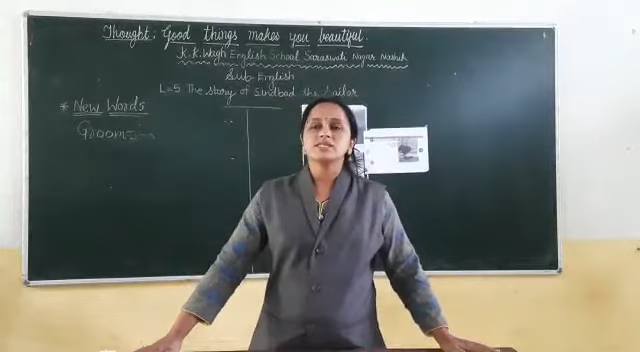 Thought: Good things makes you beautiful.
K.K. Wagh English School Saraswati Nagar Nashik
Sub-English
L=5 The story of Sindbad the Sailor
* New Words
Groom